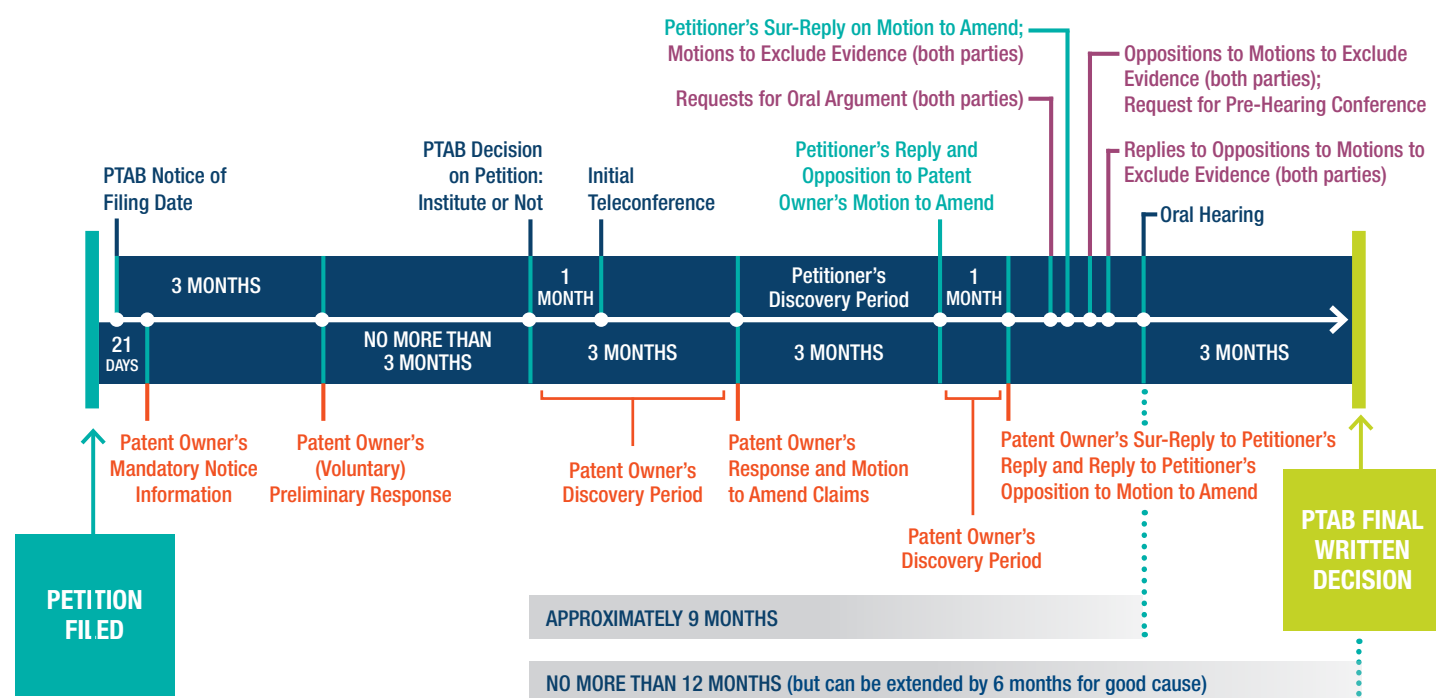 Petitioner’s Sur-Reply on Motion to Amend;
Motions to Exclude Evidence (both parties)
Requests for Oral Argument (both parties)
Oppositions to Motions to Exclude
Evidence (both parties);
Request for Pre-Hearing Conference
Replies to Oppositions to Motions to
Exclude Evidence (both parties)
PTAB Notice of
Filing Date
PTAB Decision
on Petition:
Institute or Not
Initial
Teleconference
Petitioner’s Reply and
Opposition to Patent
Owner’s Motion to Amend
Oral Hearing
3 MONTHS
1
MONTH
Petitioner’s
Discovery Period
1
MONTH
21
DAYS
NO MORE THAN
3 MONTHS
3 MONTHS
3 MONTHS
3 MONTHS
Patent Owner’s
Mandatory Notice
Information
Patent Owner’s
(Voluntary)
Preliminary Response
Patent Owner’s
Discovery Period
Patent Owner’s
Response and Motion
to Amend Claims
Patent Owner’s
Discovery Period
Patent Owner’s Sur-Reply to Petitioner’s
Reply and Reply to Petitioner’s
Opposition to Motion to Amend
PETITION
FILED
PTAB FINAL
WRITTEN
DECISION
APPROXIMATELY 9 MONTHS
NO MORE THAN 12 MONTHS (but can be extended by 6 months for good cause)